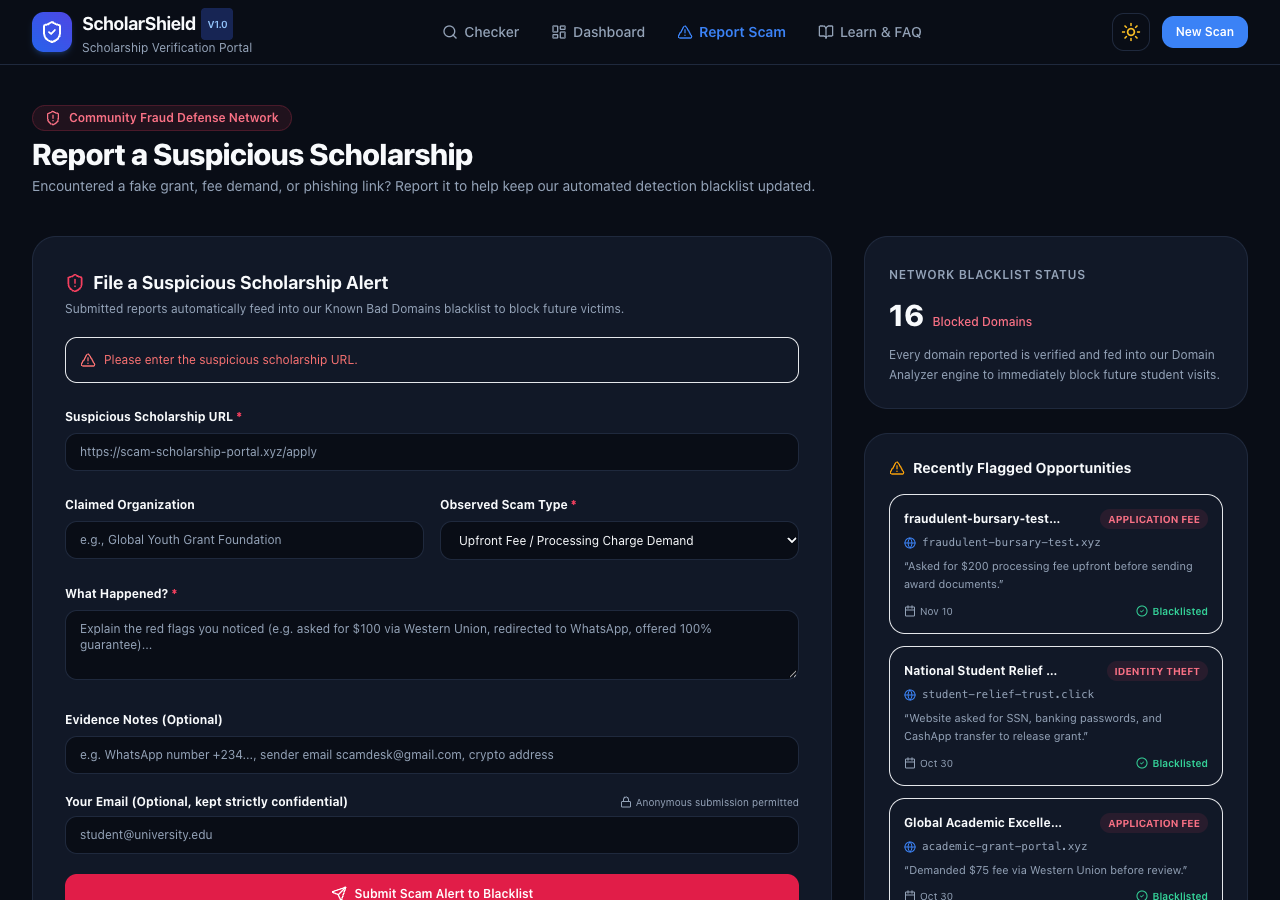 ScholarShield V1.0
Scholarship Verification Portal
Checker
Dashboard
Report Scam
Learn & FAQ
New Scan
Community Fraud Defense Network
Report a Suspicious Scholarship
Encountered a fake grant, fee demand, or phishing link? Report it to help keep our automated detection blacklist updated.
File a Suspicious Scholarship Alert
Submitted reports automatically feed into our Known Bad Domains blacklist to block future victims.
Please enter the suspicious scholarship URL.
Suspicious Scholarship URL *
https://scam-scholarship-portal.xyz/apply
Claimed Organization
e.g., Global Youth Grant Foundation
Observed Scam Type *
Upfront Fee / Processing Charge Demand
What Happened? *
Explain the red flags you noticed (e.g. asked for $100 via Western Union, redirected to WhatsApp, offered 100%
guarantee)...
Evidence Notes (Optional)
e.g. WhatsApp number +234..., sender email scamdesk@gmail.com, crypto address
Your Email (Optional, kept strictly confidential)
Anonymous submission permitted
student@university.edu
Submit Scam Alert to Blacklist
NETWORK BLACKLIST STATUS
16 Blocked Domains
Every domain reported is verified and fed into our Domain
Analyzer engine to immediately block future student visits.
Recently Flagged Opportunities
fraudulent-bursary-test...
APPLICATION FEE
fraudulent-bursary-test.xyz
"Asked for $200 processing fee upfront before sending
award documents."
Nov 10
Blacklisted
National Student Relief ...
IDENTITY THEFT
student-relief-trust.click
"Website asked for SSN, banking passwords, and
CashApp transfer to release grant."
Oct 30
Blacklisted
Global Academic Excelle...
APPLICATION FEE
academic-grant-portal.xyz
"Demanded $75 fee via Western Union before review."
Oct 30
Blacklisted